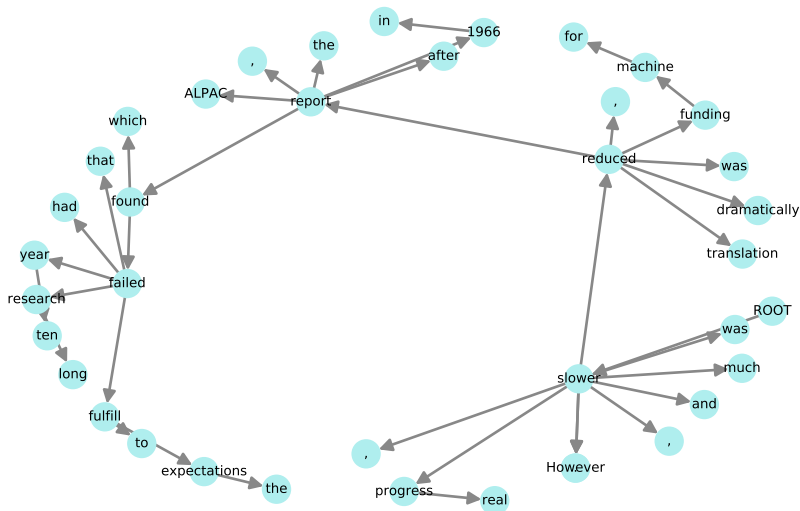 in
1966
for
the
after
,
machine
ALPAC
report
,
funding
which
reduced
that
was
found
had
dramatically
year
translation
failed
research
ROOT
ten
was
long
much
slower
and
fulfill
,
to
,
However
expectations
progress
the
real